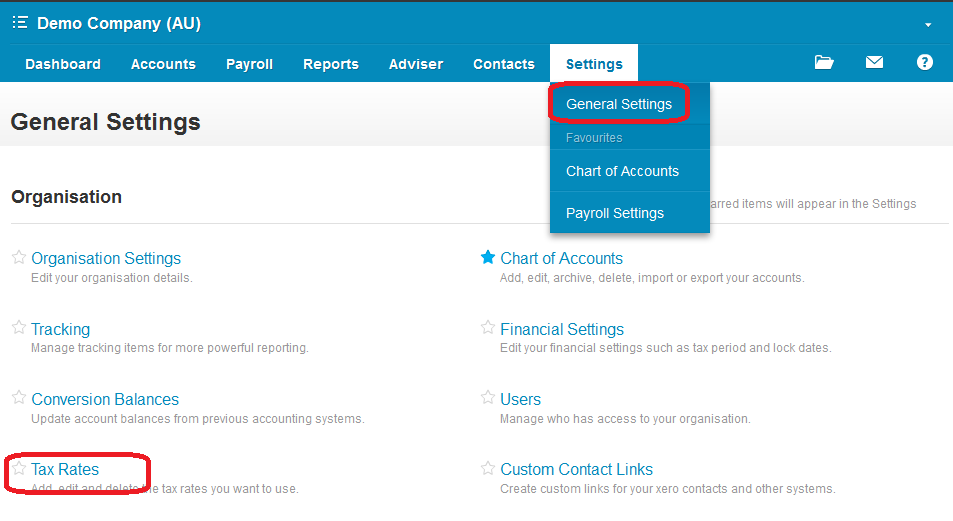 Demo Company (AU)
Dashboard Accounts Payroll Reports Adviser Contacts Settings
General Settings
Favourites
Chart of Accounts
Payroll Settings
General Settings
Organisation
arred items will appear in the Settings
Organisation Settings
Edit your organisation details.
Chart of Accounts
Add, edit, archive, delete, import or export your accounts.
Tracking
Manage tracking items for more powerful reporting.
Financial Settings
Edit your financial settings such as tax period and lock dates.
Conversion Balances
Update account balances from previous accounting systems.
Users
Manage who has access to your organisation.
Tax Rates
Add, edit and delete the tax rates you want to use.
Custom Contact Links
Create custom links for your xero contacts and other systems.